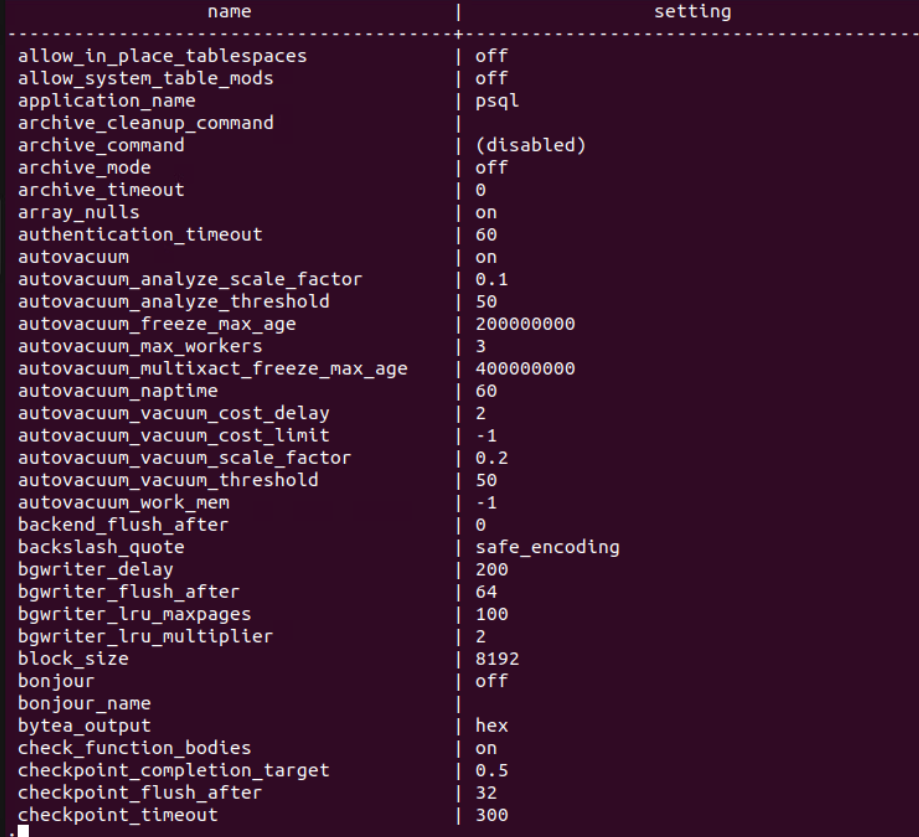 name | setting
----------------------------------------+----------------------------------------
allow_in_place_tablespaces | off
allow_system_table_mods | off
application_name | psql
archive_cleanup_command |
archive_command | (disabled)
archive_mode | off
archive_timeout | 0
array_nulls | on
authentication_timeout | 60
autovacuum | on
autovacuum_analyze_scale_factor | 0.1
autovacuum_analyze_threshold | 50
autovacuum_freeze_max_age | 200000000
autovacuum_max_workers | 3
autovacuum_multixact_freeze_max_age | 400000000
autovacuum_naptime | 60
autovacuum_vacuum_cost_delay | 2
autovacuum_vacuum_cost_limit | -1
autovacuum_vacuum_scale_factor | 0.2
autovacuum_vacuum_threshold | 50
autovacuum_work_mem | -1
backend_flush_after | 0
backslash_quote | safe_encoding
bgwriter_delay | 200
bgwriter_flush_after | 64
bgwriter_lru_maxpages | 100
bgwriter_lru_multiplier | 2
block_size | 8192
bonjour | off
bonjour_name |
bytea_output | hex
check_function_bodies | on
checkpoint_completion_target | 0.5
checkpoint_flush_after | 32
checkpoint_timeout | 300